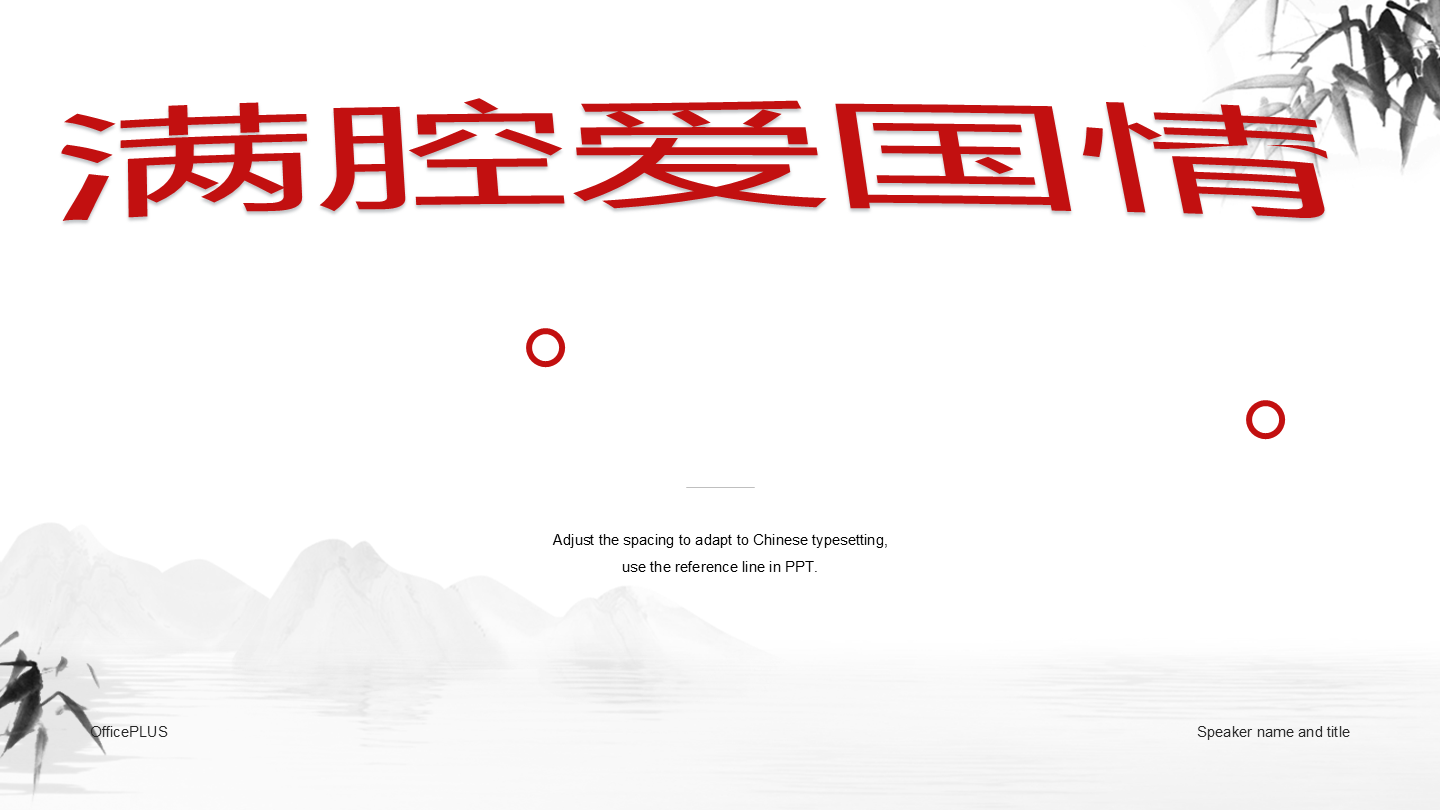 满腔爱国情
Adjust the spacing to adapt to Chinese typesetting,
use the reference line in PPT.
OfficePLUS
Speaker name and title